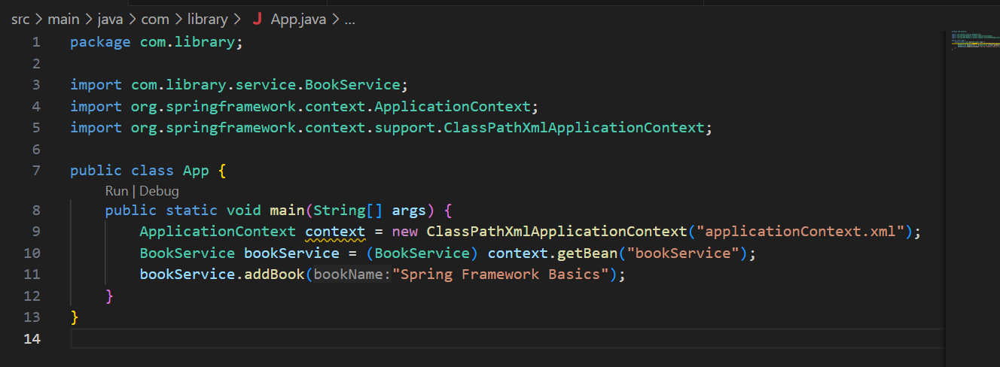 src > main > java > com > library > J App.java > ...
1 package com.library;
2
3 import com.library.service.BookService;
4 import org.springframework.context.ApplicationContext;
5 import org.springframework.context.support.ClassPathXmlApplicationContext;
6
7 public class App {
Run | Debug
8 public static void main(String[] args) {
9 ApplicationContext context = new ClassPathXmlApplicationContext("applicationContext.xml");
10 BookService bookService = (BookService) context.getBean("bookService");
11 bookService.addBook(bookName:"Spring Framework Basics");
12 }
13 }
14